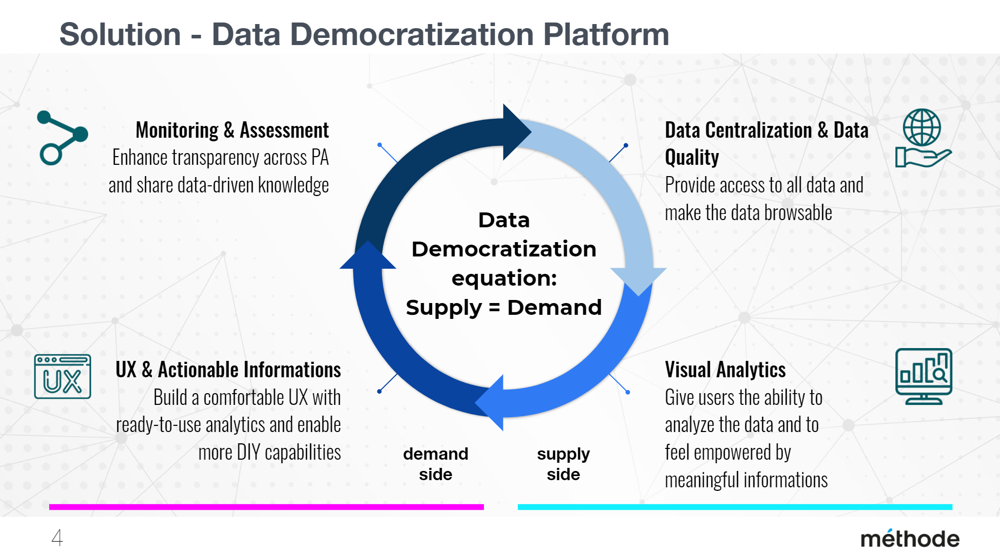 Solution - Data Democratization Platform
Monitoring & Assessment
Enhance transparency across PA
and share data-driven knowledge
Data Centralization & Data
Quality
Provide access to all data and
make the data browsable
Data
Democratization
equation:
Supply = Demand
UX
UX & Actionable Informations
Build a comfortable UX with
ready-to-use analytics and enable
more DIY capabilities
Visual Analytics
Give users the ability to
analyze the data and to
feel empowered by
meaningful informations
demand
side
supply
side
4
méthode